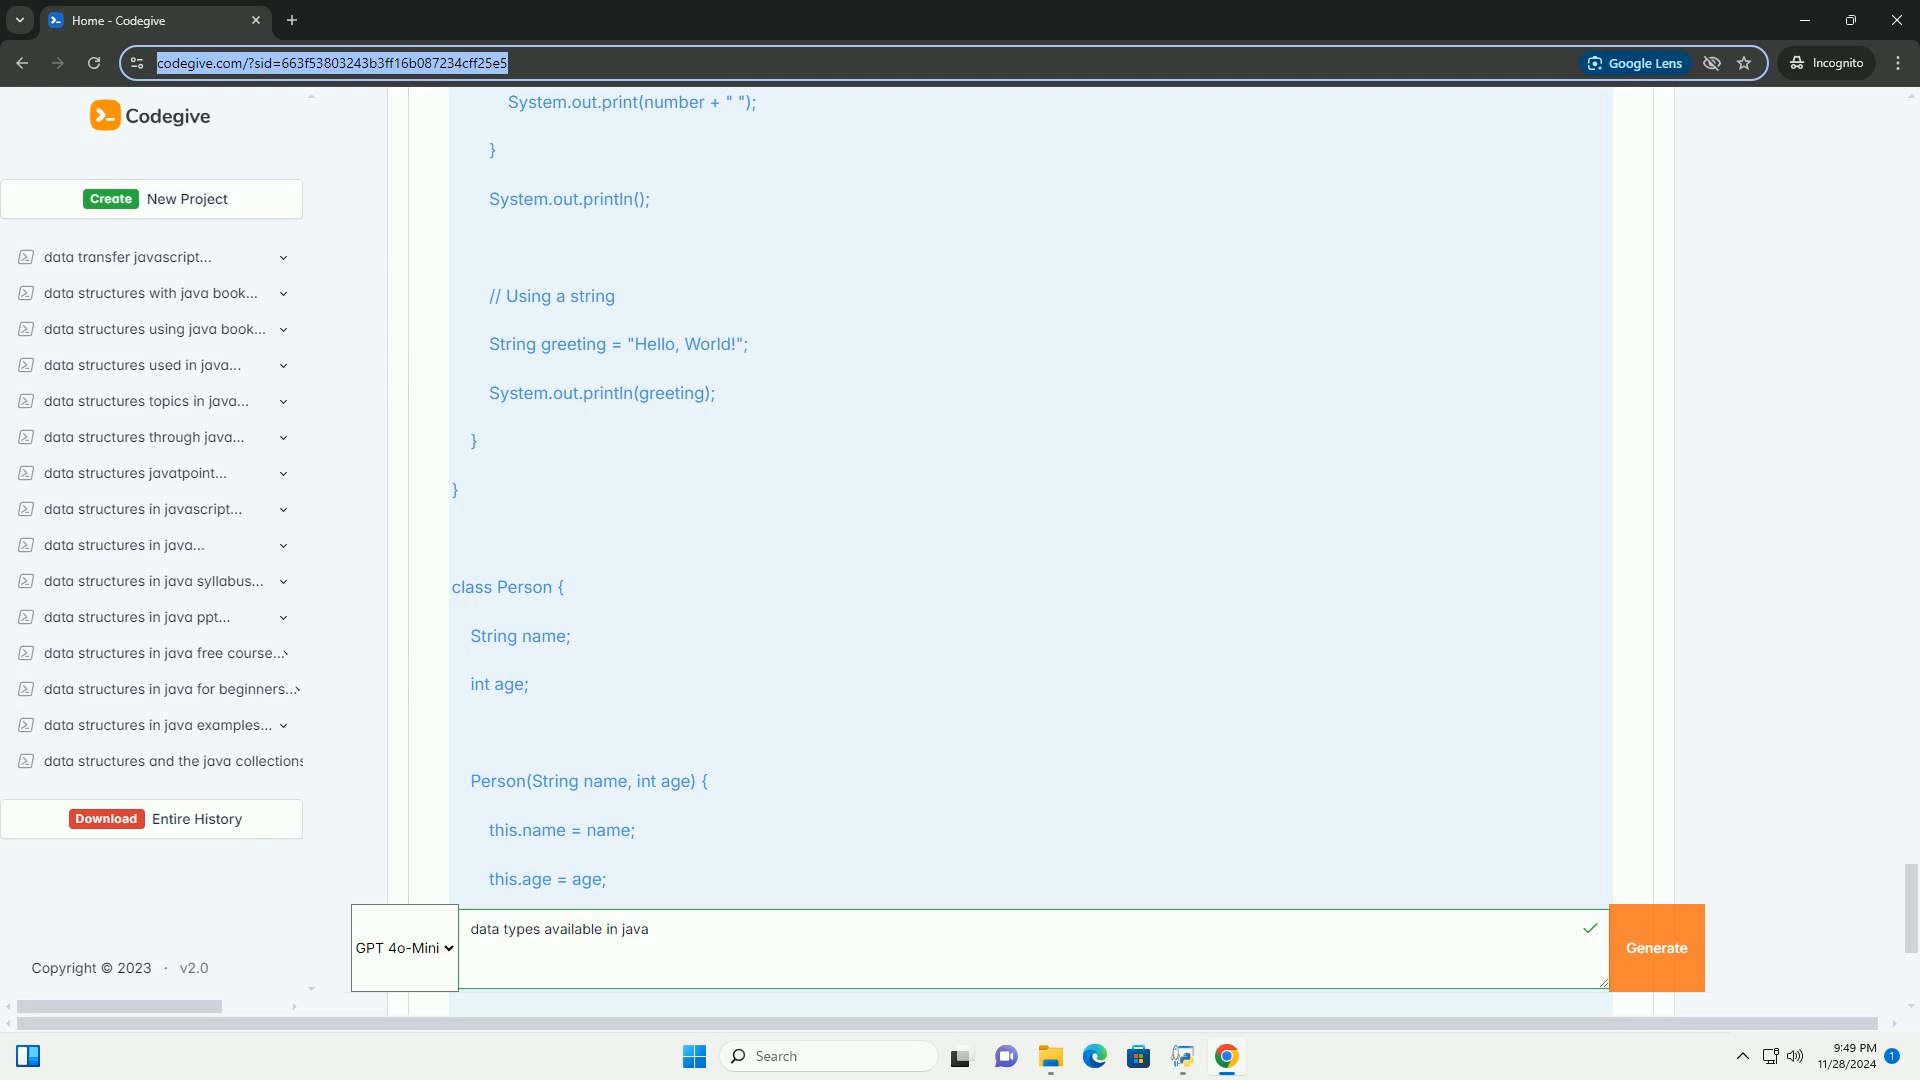 Home - Codegive
codegive.com/?sid=663f53803243b3ff16b087234cff25e5
Google Lens
Incognito
Codegive
Create New Project
data transfer javascript...
data structures with java book...
data structures using java book...
data structures used in java...
data structures topics in java...
data structures through java...
data structures javatpoint...
data structures in javascript...
data structures in java...
data structures in java syllabus...
data structures in java ppt...
data structures in java free course...
data structures in java for beginners...
data structures in java examples...
data structures and the java collections
Download Entire History
Copyright © 2023 · v2.0
System.out.print(number + " ");
}
System.out.println();
// Using a string
String greeting = "Hello, World!";
System.out.println(greeting);
}
}
class Person {
String name;
int age;
Person(String name, int age) {
this.name = name;
this.age = age;
GPT 4o-Mini
data types available in java
Generate
Search
9:49 PM
11/28/2024
1